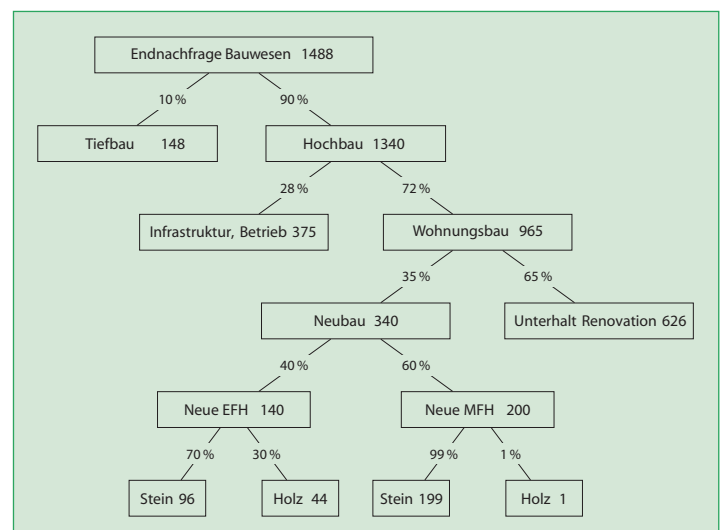 Endnachfrage Bauwesen 1488
10 % 90 %
Tiefbau 148 Hochbau 1340
28 % 72 %
Infrastruktur, Betrieb 375 Wohnungsbau 965
35 % 65 %
Neubau 340 Unterhalt Renovation 626
40 % 60 %
Neue EFH 140 Neue MFH 200
70 % 30 % 99 % 1 %
Stein 96 Holz 44 Stein 199 Holz 1